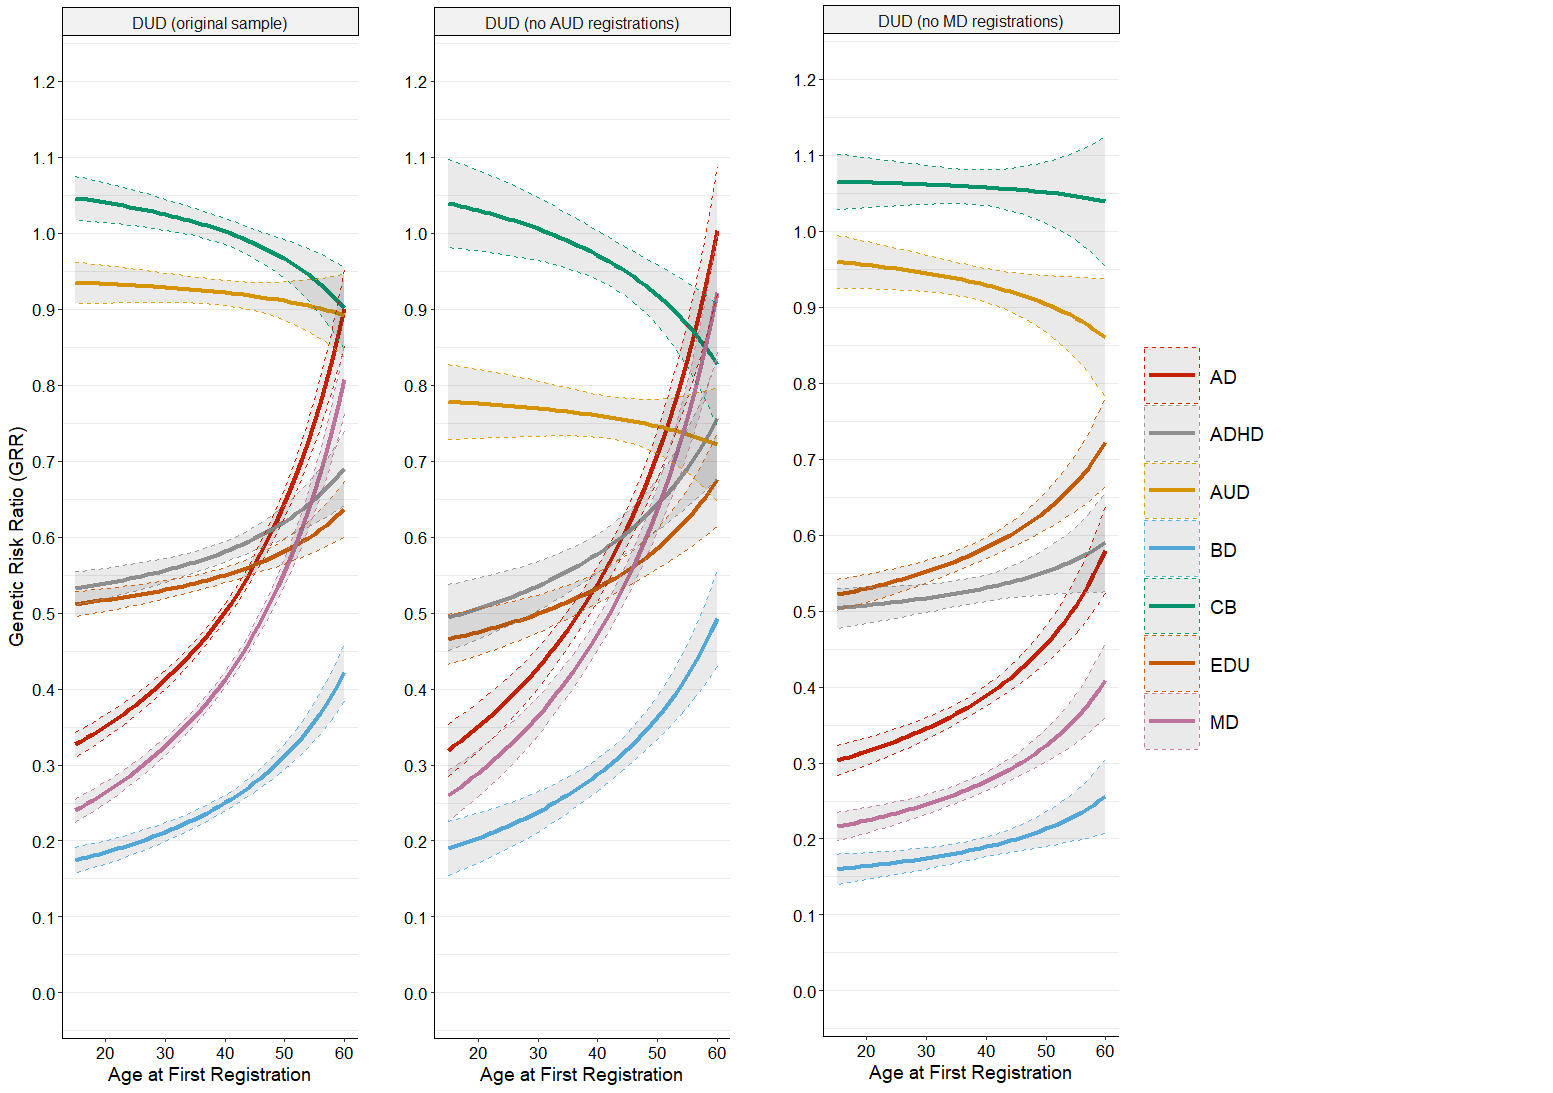 DUD (original sample)
DUD (no AUD registrations)
DUD (no MD registrations)
Genetic Risk Ratio (GRR)
1.2
1.1
1.0
0.9
0.8
0.7
0.6
0.5
0.4
0.3
0.2
0.1
0.0
20 30 40 50 60
Age at First Registration
1.2
1.1
1.0
0.9
0.8
0.7
0.6
0.5
0.4
0.3
0.2
0.1
0.0
20 30 40 50 60
Age at First Registration
1.2
1.1
1.0
0.9
0.8
0.7
0.6
0.5
0.4
0.3
0.2
0.1
0.0
20 30 40 50 60
Age at First Registration
AD
ADHD
AUD
BD
CB
EDU
MD